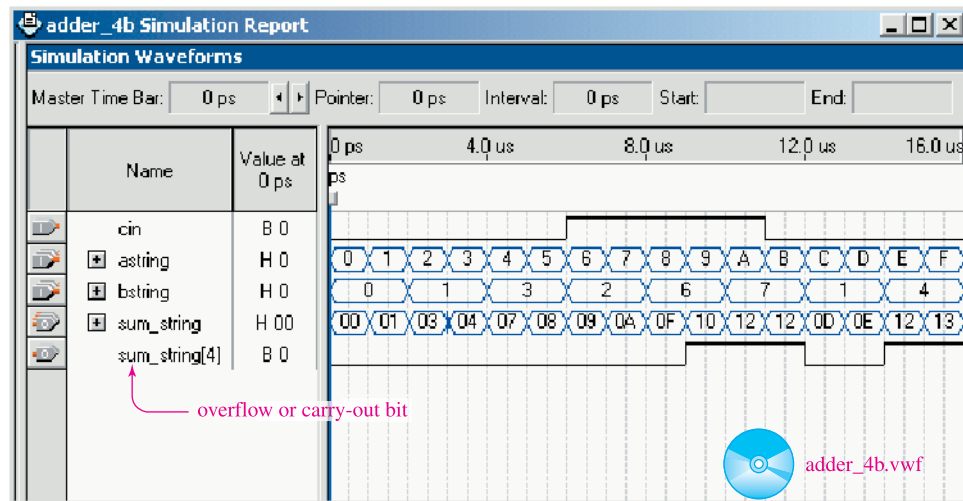 adder_4b Simulation Report
Simulation Waveforms
Master Time Bar: 0 ps Pointer: 0 ps Interval: 0 ps Start: End:
Name Value at 0 ps 0 ps 4.0 us 8.0 us 12.0 us 16.0 us
ps
cin B 0
astring H 0 0 1 2 3 4 5 6 7 8 9 A B C D E F
bstring H 0 0 1 3 2 6 7 1 4
sum_string H 00 00 01 03 04 07 08 09 0A 0F 10 12 12 0D 0E 12 13
sum_string[4] B 0
overflow or carry-out bit
adder_4b.vwf